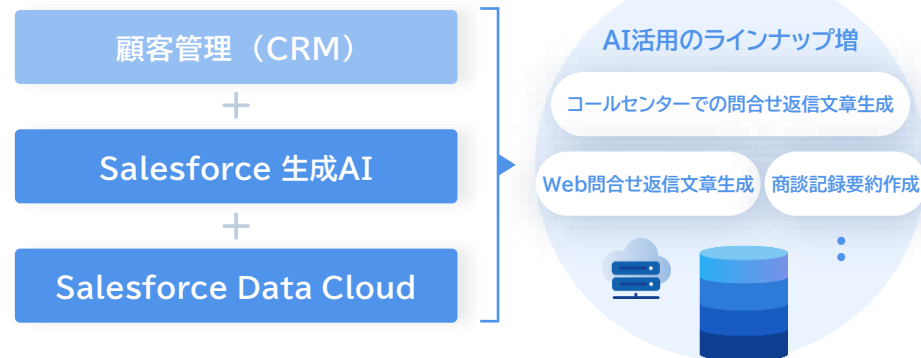 顧客管理（CRM）
+
Salesforce 生成AI
+
Salesforce Data Cloud
AI活用のラインナップ増
コールセンターでの問合せ返信文章生成
Web問合せ返信文章生成
商談記録要約作成